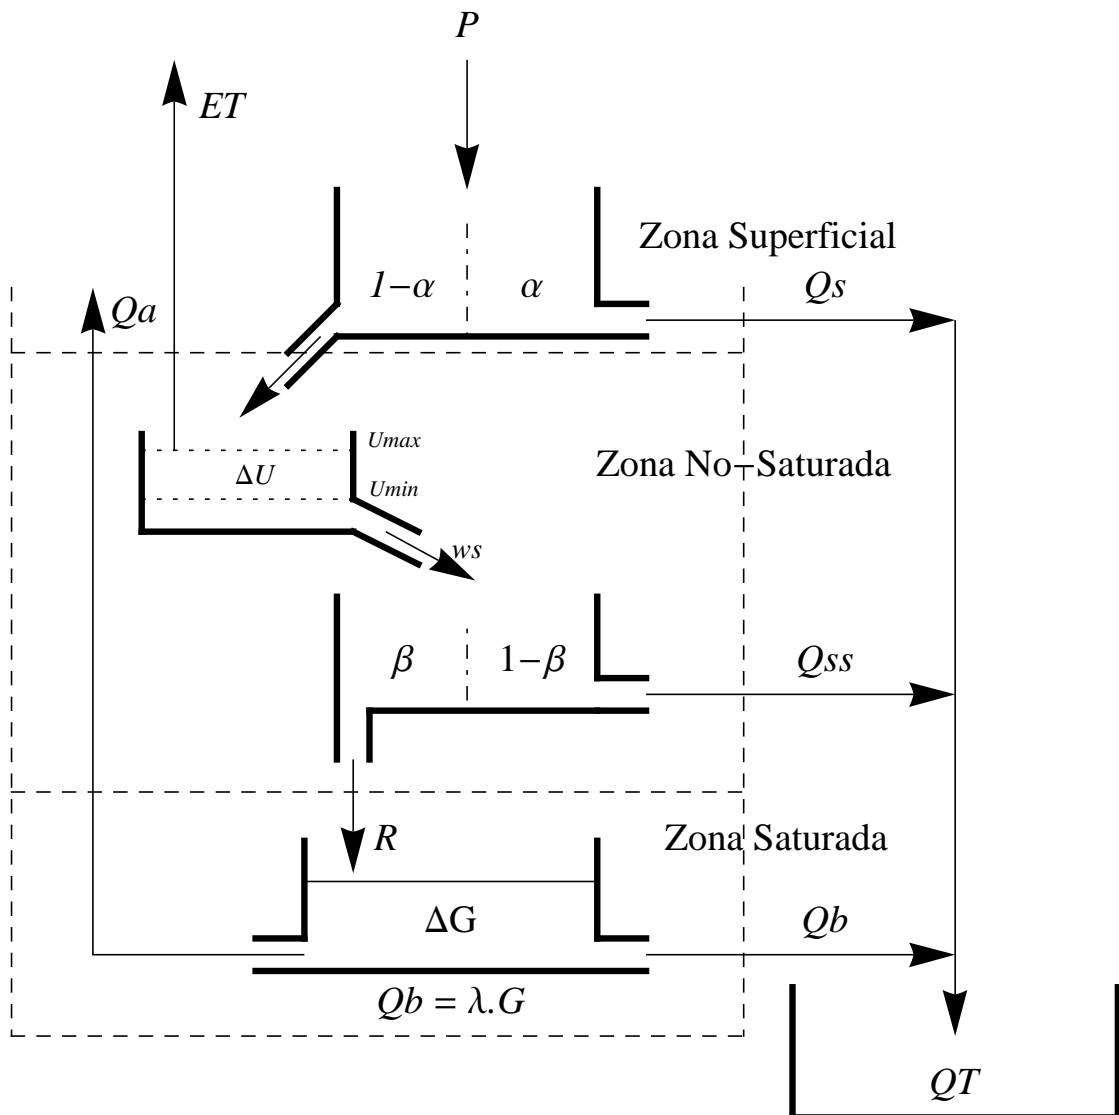 P
ET
Zona Superficial
1−α
α
Qs
Qa
Umax
Zona No−Saturada
ΔU
Umin
ws
β
1−β
Qss
R
Zona Saturada
ΔG
Qb
Qb = λ.G
QT